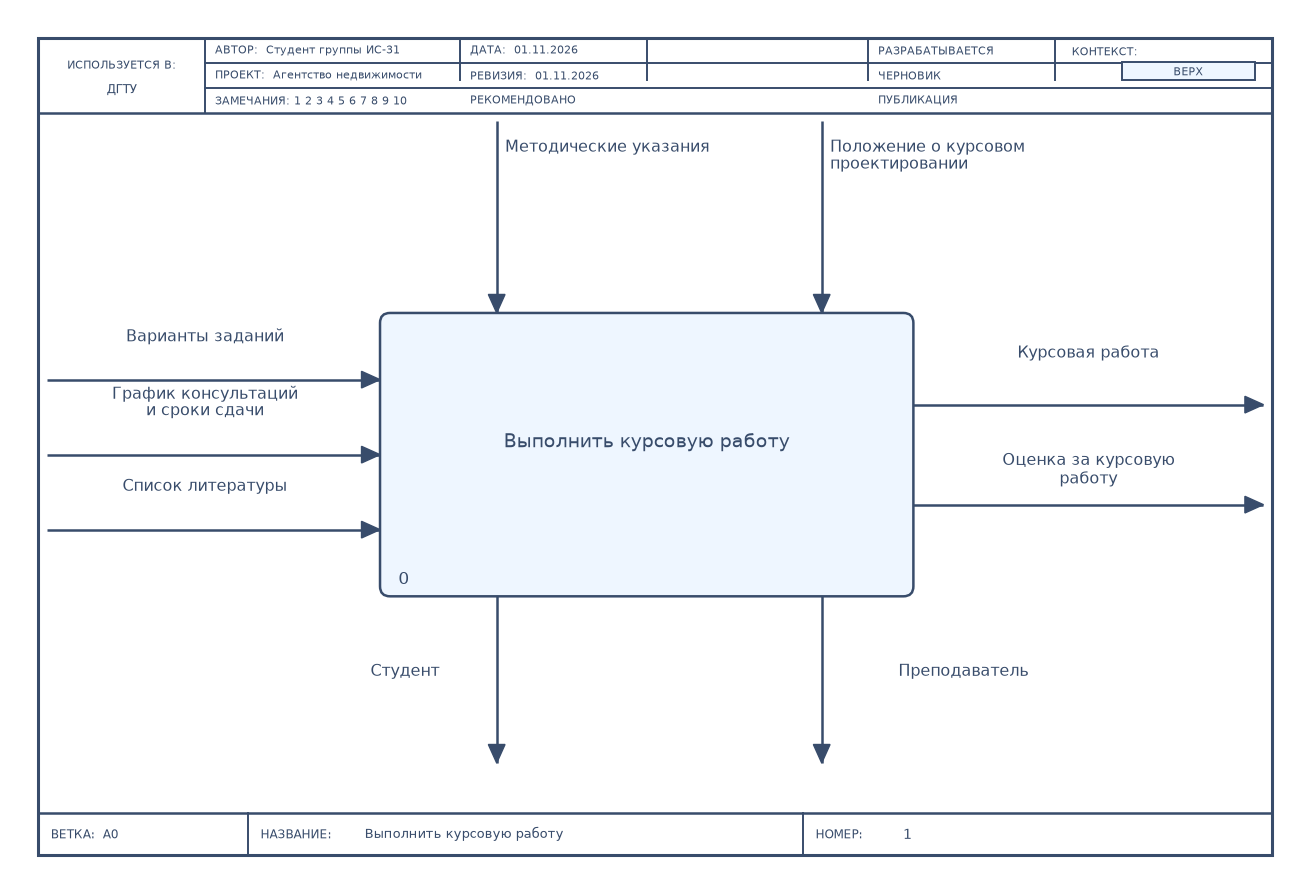 ИСПОЛЬЗУЕТСЯ В:
ДГТУ
АВТОР: Студент группы ИС-31
ДАТА: 01.11.2026
РАЗРАБАТЫВАЕТСЯ
КОНТЕКСТ:
ПРОЕКТ: Агентство недвижимости
РЕВИЗИЯ: 01.11.2026
ЧЕРНОВИК
ВЕРХ
ЗАМЕЧАНИЯ: 1 2 3 4 5 6 7 8 9 10
РЕКОМЕНДОВАНО
ПУБЛИКАЦИЯ
Методические указания
Положение о курсовом
проектировании
Варианты заданий
График консультаций
и сроки сдачи
Список литературы
Выполнить курсовую работу
0
Курсовая работа
Оценка за курсовую
работу
Студент
Преподаватель
ВЕТКА: A0
НАЗВАНИЕ: Выполнить курсовую работу
НОМЕР: 1